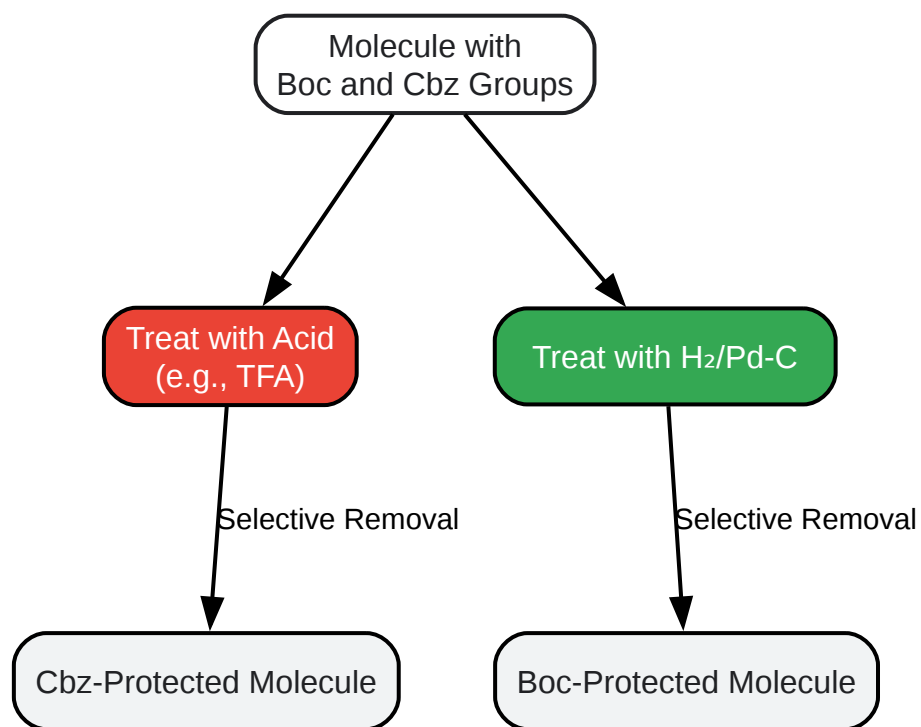 Molecule with
Boc and Cbz Groups
Treat with Acid
(e.g., TFA)
Treat with H₂/Pd-C
Selective Removal
Selective Removal
Cbz-Protected Molecule
Boc-Protected Molecule